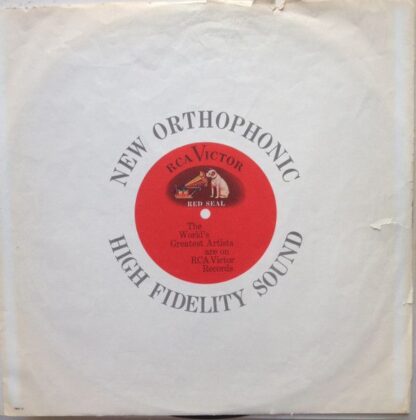 NEW ORTHOPHONIC
RCA VICTOR
RED SEAL
The
World's
Greatest Artists
are on
RCA Victor
Records
HIGH FIDELITY SOUND